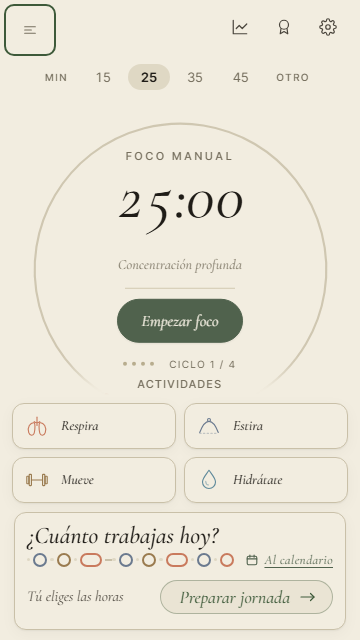 MIN 15 25 35 45 OTRO
FOCO MANUAL
25:00
Concentración profunda
Empezar foco
CICLO 1 / 4
ACTIVIDADES
Respira
Estira
Mueve
Hidrátate
¿Cuánto trabajas hoy?
Al calendario
Tú eliges las horas
Preparar jornada